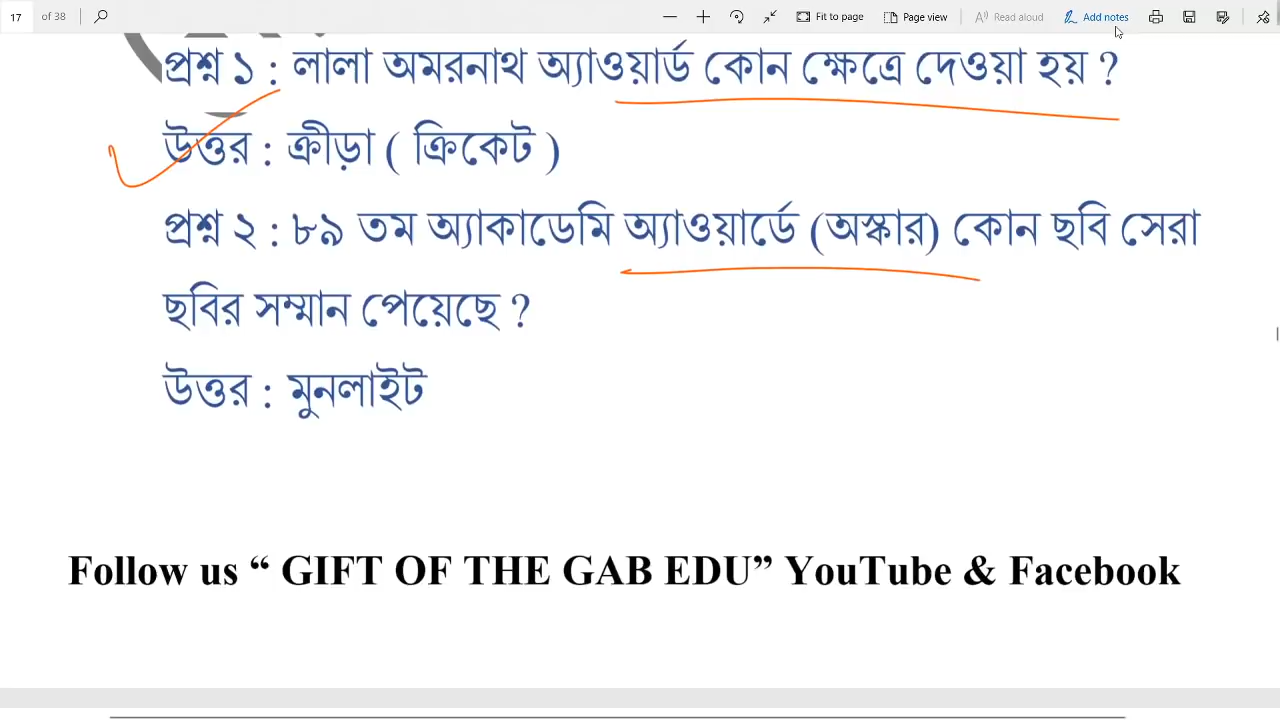 17 of 38 Fit to page Page view Read aloud Add notes
প্রশ্ন ১ : লালা অমরনাথ অ্যাওয়ার্ড কোন ক্ষেত্রে দেওয়া হয় ?
উত্তর : ক্রীড়া ( ক্রিকেট )
প্রশ্ন ২ : ৮৯ তম অ্যাকাডেমি অ্যাওয়ার্ডে (অস্কার) কোন ছবি সেরা
ছবির সম্মান পেয়েছে ?
উত্তর : মুনলাইট
Follow us “ GIFT OF THE GAB EDU” YouTube & Facebook